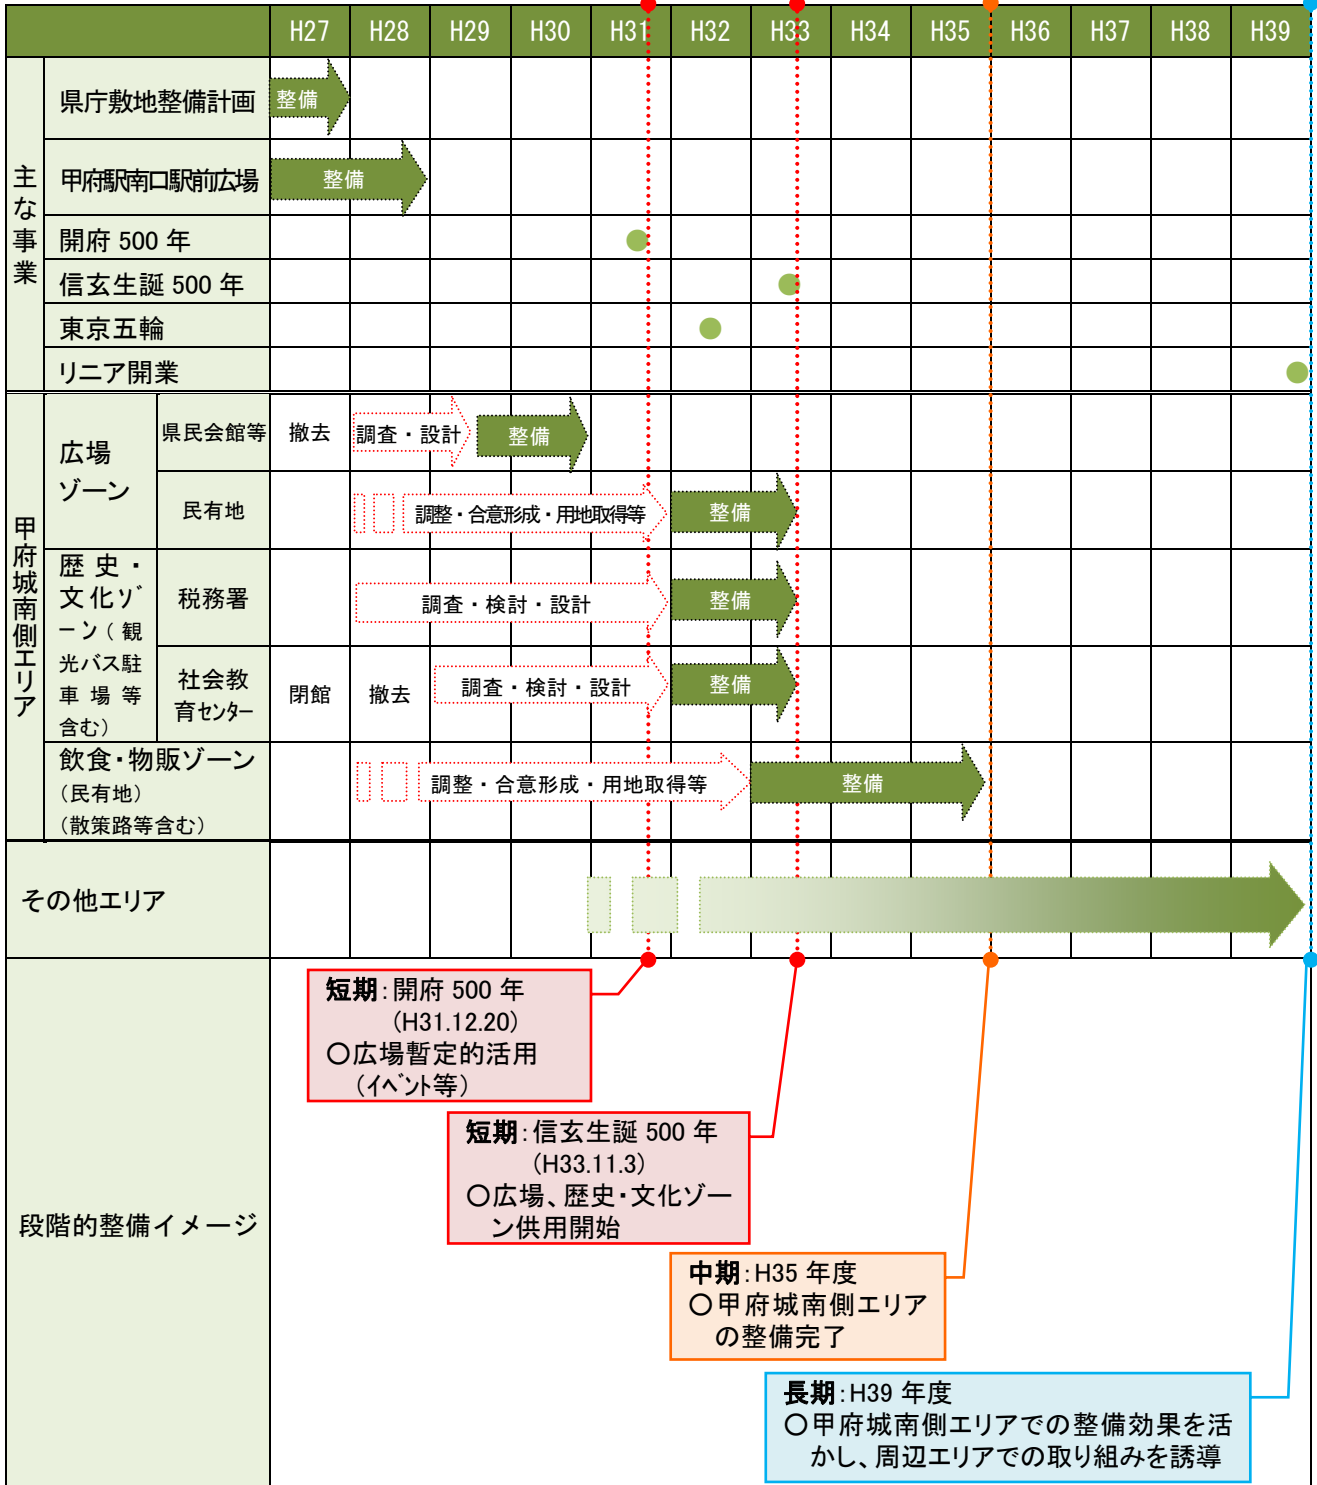 H27 H28 H29 H30 H31 H32 H33 H34 H35 H36 H37 H38 H39
主な事業
県庁敷地整備計画
整備
甲府駅南口駅前広場
整備
開府 500 年
信玄生誕 500 年
東京五輪
リニア開業
甲府城南側エリア
広場
ゾーン
県民会館等
撤去
調査・設計
整備
民有地
調整・合意形成・用地取得等
整備
歴史・
文化ゾ
ーン（観
光バス駐
車場等
含む）
税務署
調査・検討・設計
整備
社会教
育センター
閉館
撤去
調査・検討・設計
整備
飲食・物販ゾーン
（民有地）
（散策路等含む）
調整・合意形成・用地取得等
整備
その他エリア
段階的整備イメージ
短期：開府 500 年
（H31.12.20）
○広場暫定的活用
（イベント等）
短期：信玄生誕 500 年
（H33.11.3）
○広場、歴史・文化ゾー
ン供用開始
中期：H35 年度
○甲府城南側エリア
の整備完了
長期：H39 年度
○甲府城南側エリアでの整備効果を活
かし、周辺エリアでの取り組みを誘導